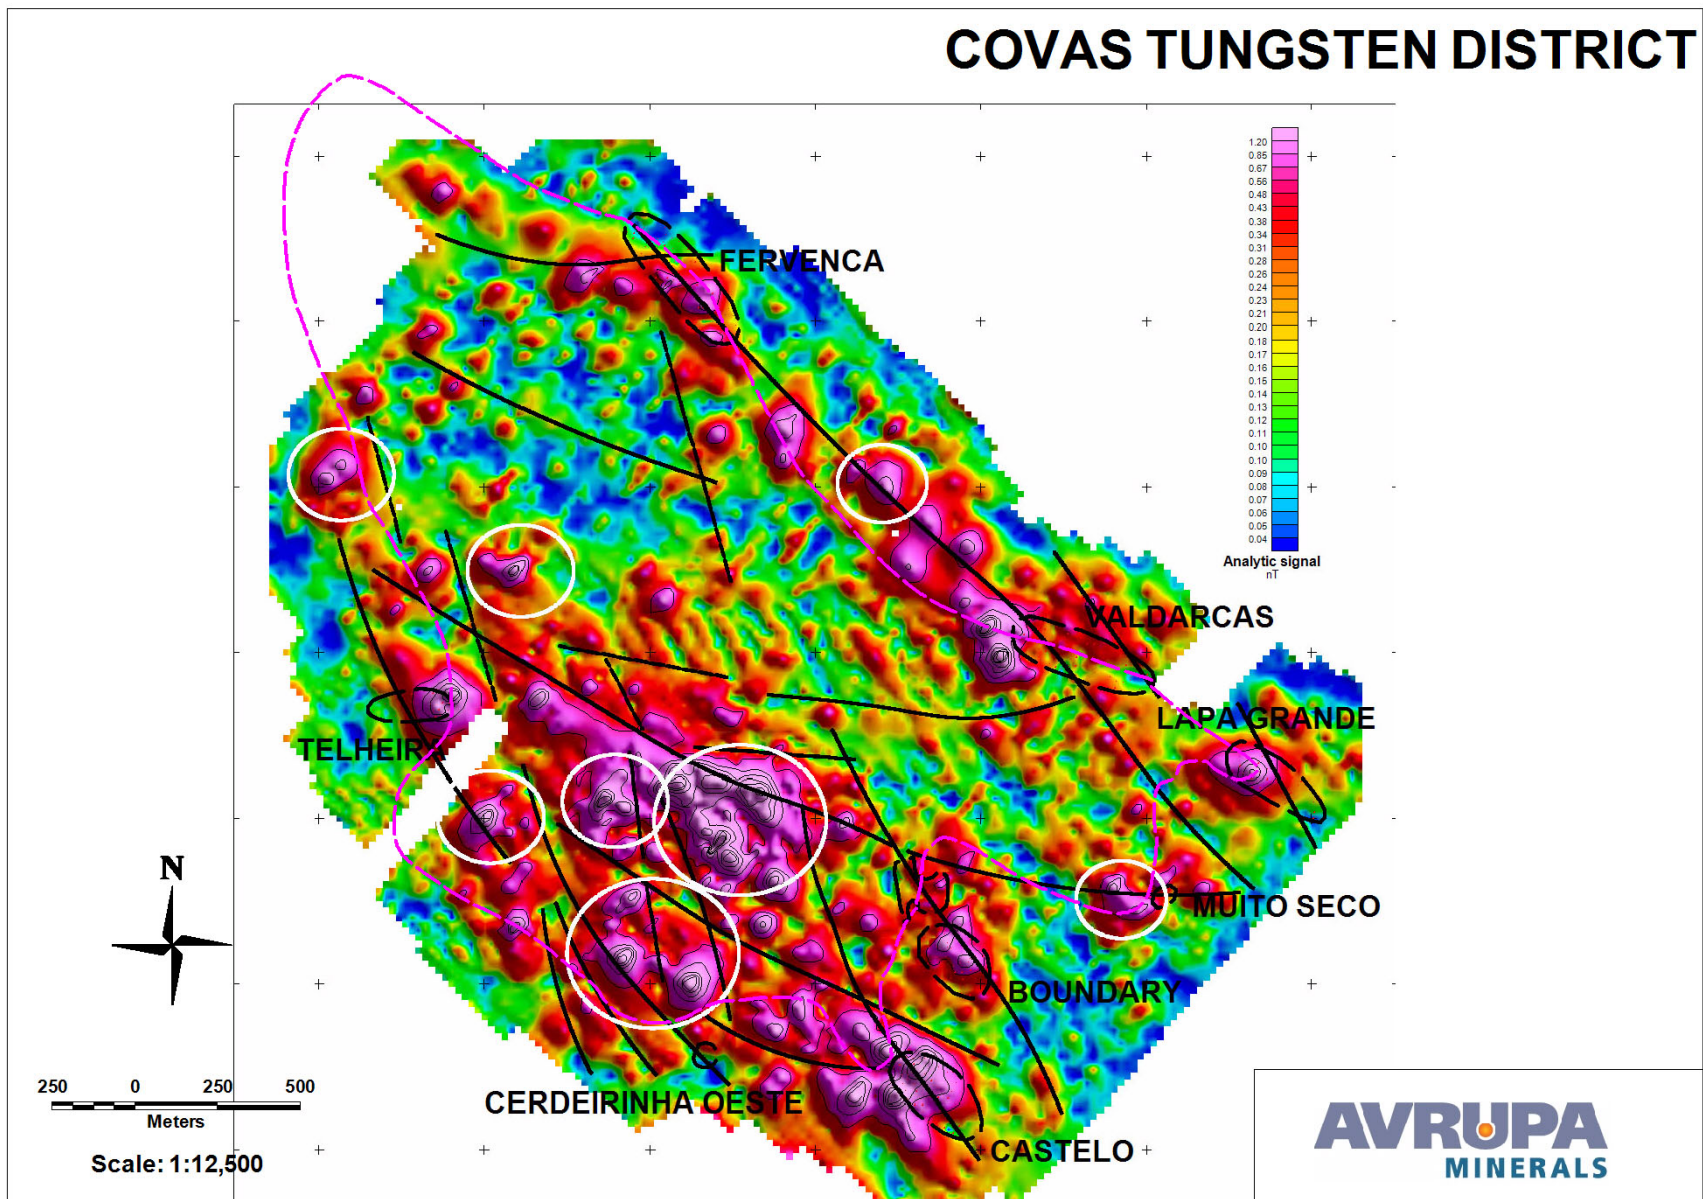 COVAS TUNGSTEN DISTRICT
1.20
0.85
0.67
0.56
0.48
0.43
0.38
0.34
0.31
0.28
0.26
0.24
0.23
0.21
0.20
0.18
0.17
0.16
0.15
0.14
0.13
0.12
0.11
0.10
0.10
0.09
0.08
0.07
0.06
0.05
0.04
Analytic signal
nT
FERVENCA
VALDARCAS
LAPA GRANDE
TELHEIRA
MUITO SECO
BOUNDARY
CERDEIRINHA OESTE
CASTELO
N
250 0 250 500
Meters
Scale: 1:12,500
AVRUPA
MINERALS